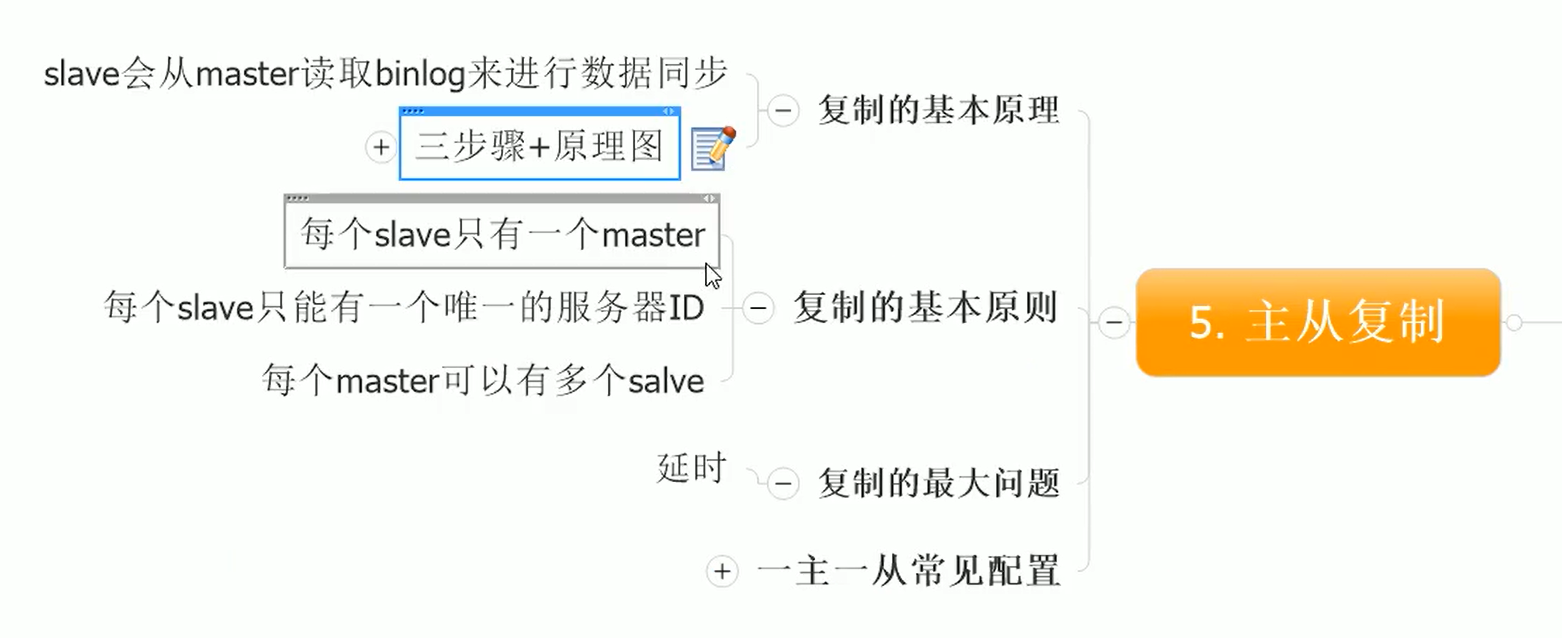 slave会从master读取binlog来进行数据同步
复制的基本原理
三步骤+原理图
每个slave只有一个master
每个slave只能有一个唯一的服务器ID
复制的基本原则
5. 主从复制
每个master可以有多个salve
延时
复制的最大问题
一主一从常见配置